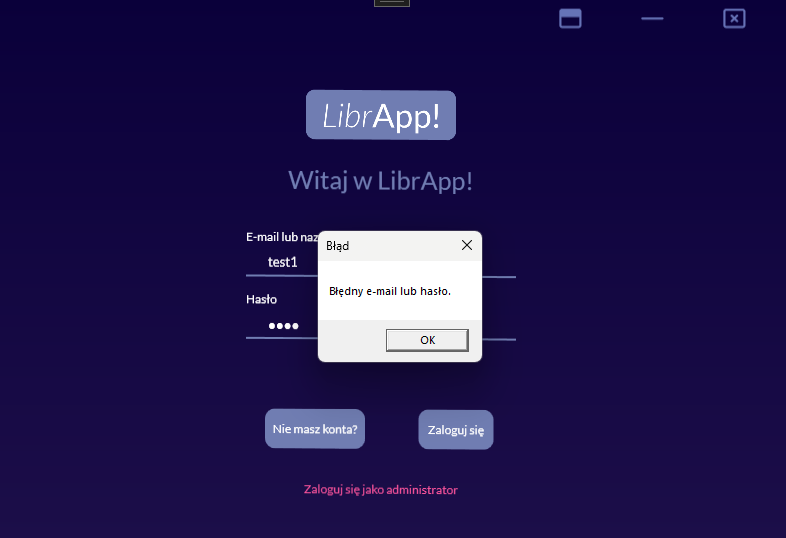 LibrApp!
Witaj w LibrApp!
E-mail lub naz
test1
Hasło
Błąd
Błędny e-mail lub hasło.
OK
Nie masz konta?
Zaloguj się
Zaloguj się jako administrator